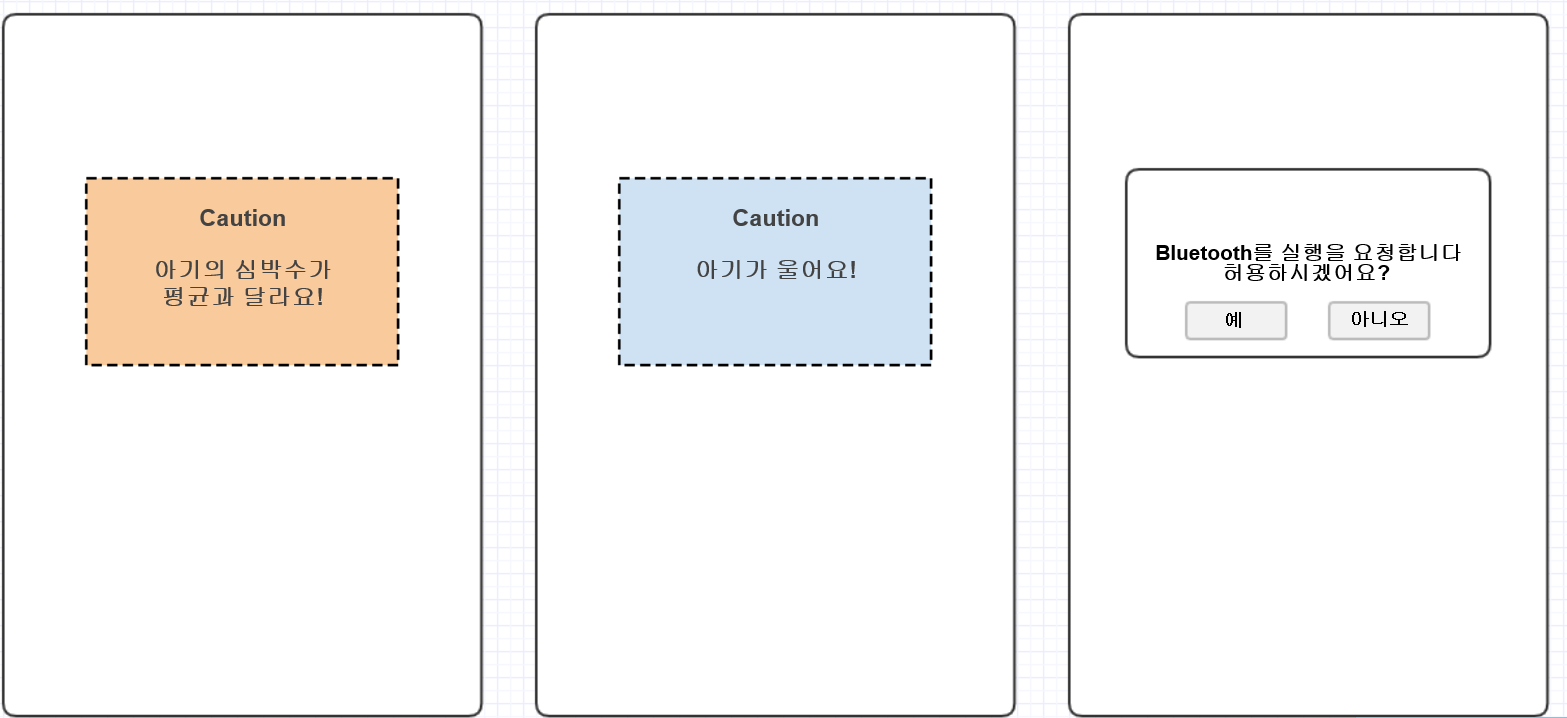 Caution
아기의 심박수가
평균과 달라요!
Caution
아기가 울어요!
Bluetooth를 실행을 요청합니다
허용하시겠어요?
예
아니오